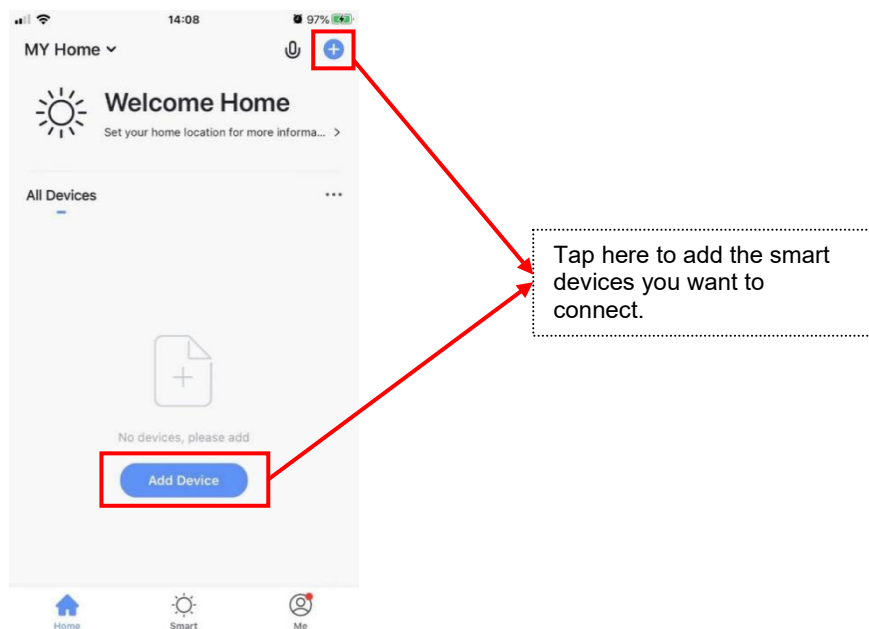 14:08
97%
MY Home
Welcome Home
Set your home location for more informa...
All Devices
...
Tap here to add the smart
devices you want to
connect.
No devices, please add
Add Device
Home
Smart
Me